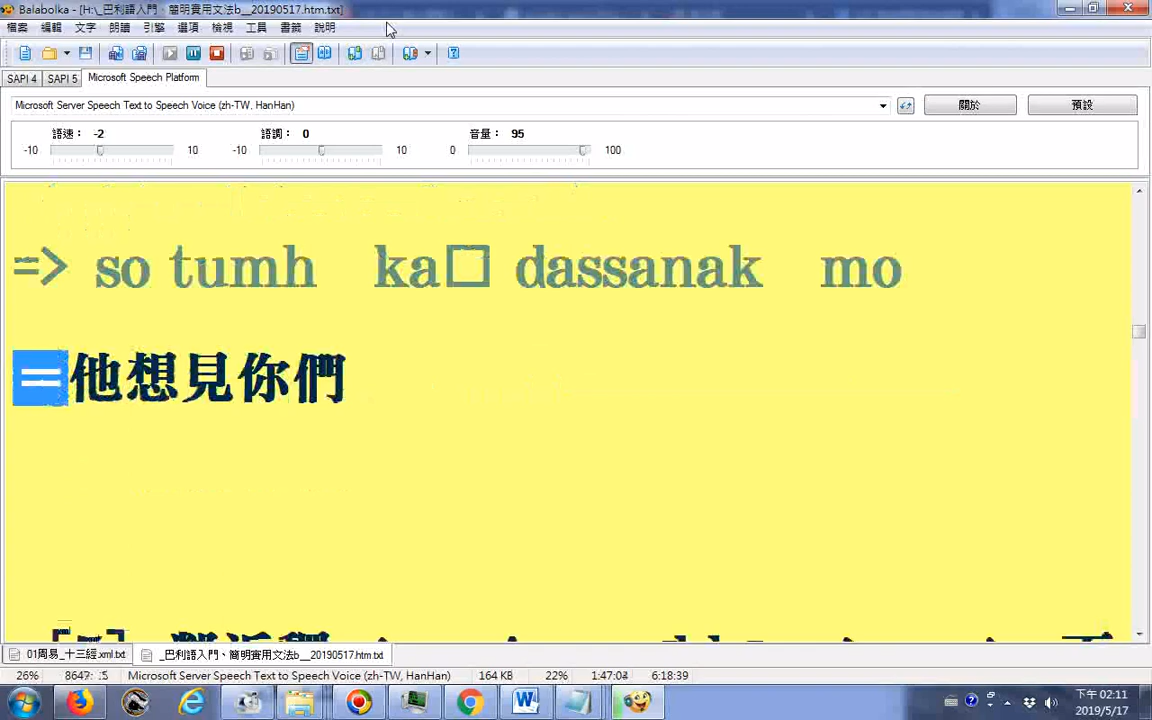 Balabolka - [H:\_巴利語入門、簡明實用文法b__20190517.htm.txt]
檔案 編輯 文字 朗讀 引擎 選項 檢視 工具 書籤 說明
SAPI 4 SAPI 5 Microsoft Speech Platform
Microsoft Server Speech Text to Speech Voice (zh-TW, HanHan) 關於 預設
語速： -2 語調： 0 音量： 95
-10 10 -10 10 0 100
=> so tumh ka□ dassanak mo
=他想見你們
01周易_十三經.xml.txt _巴利語入門、簡明實用文法b__20190517.htm.txt
26% Microsoft Server Speech Text to Speech Voice (zh-TW, HanHan) 164 KB 22% 6:18:39
下午 02:11
2019/5/17